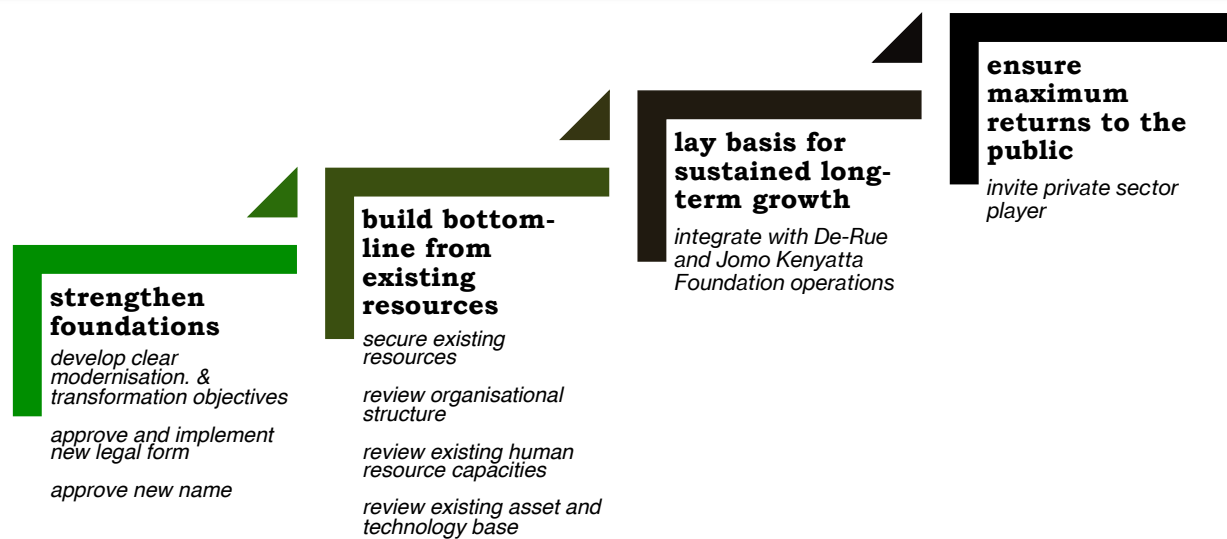 strengthen
foundations
develop clear
modernisation. &
transformation objectives
approve and implement
new legal form
approve new name
build bottom-
line from
existing
resources
secure existing
resources
review organisational
structure
review existing human
resource capacities
review existing asset and
technology base
lay basis for
sustained long-
term growth
integrate with De-Rue
and Jomo Kenyatta
Foundation operations
ensure
maximum
returns to the
public
invite private sector
player